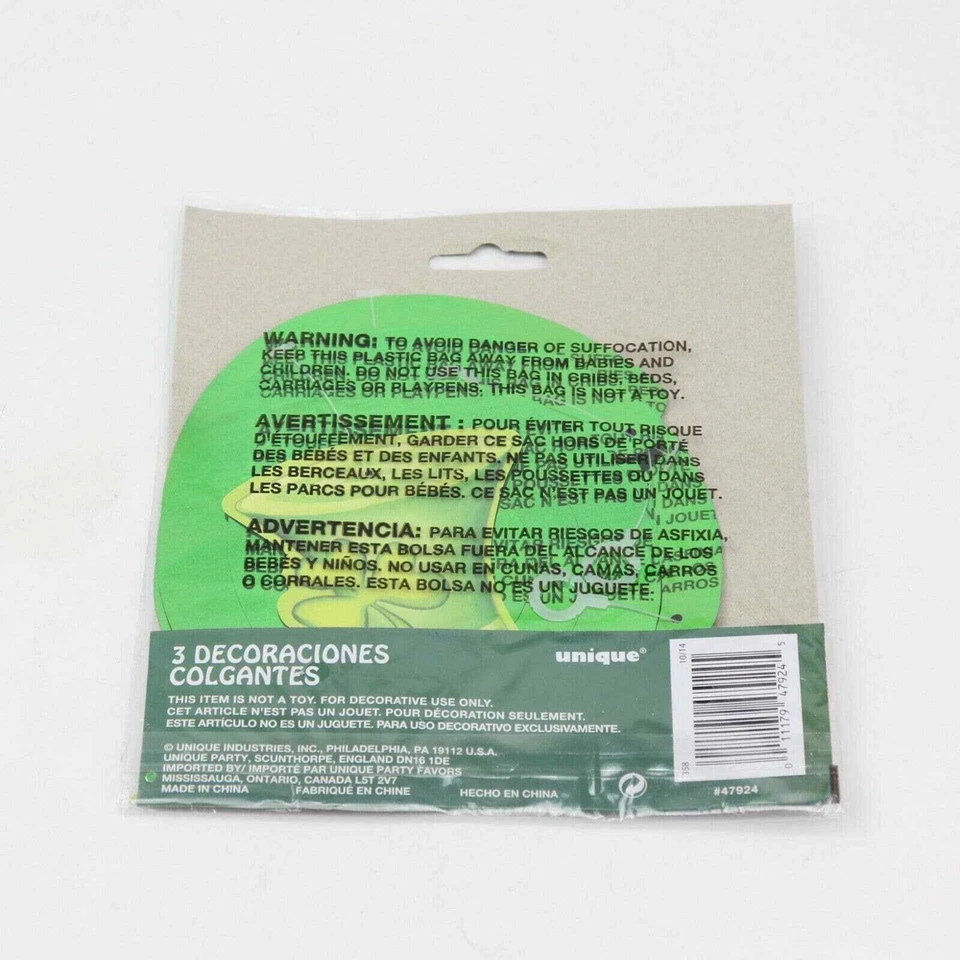 WARNING: TO AVOID DANGER OF SUFFOCATION,
KEEP THIS PLASTIC BAG AWAY FROM BABIES AND
CHILDREN. DO NOT USE THIS BAG IN CRIBS, BEDS,
CARRIAGES OR PLAYPENS. THIS BAG IS NOT A TOY.
AVERTISSEMENT : POUR ÉVITER TOUT RISQUE
D'ÉTOUFFEMENT, GARDER CE SAC HORS DE PORTÉ
DES BÉBÉS ET DES ENFANTS. NE PAS UTILISER DANS
LES BERCEAUX, LES LITS, LES POUSSETTES OU DANS
LES PARCS POUR BÉBÉS. CE SAC N'EST PAS UN JOUET.
ADVERTENCIA: PARA EVITAR RIESGOS DE ASFIXIA,
MANTENER ESTA BOLSA FUERA DEL ALCANCE DE LOS
BEBÉS Y NIÑOS. NO USAR EN CUNAS, CAMAS, CARROS
O CORRALES. ESTA BOLSA NO ES UN JUGUETE.
3 DECORACIONES
COLGANTES
unique®
THIS ITEM IS NOT A TOY. FOR DECORATIVE USE ONLY.
CET ARTICLE N'EST PAS UN JOUET. POUR DÉCORATION SEULEMENT.
ESTE ARTÍCULO NO ES UN JUGUETE. PARA USO DECORATIVO EXCLUSIVAMENTE.
© UNIQUE INDUSTRIES, INC., PHILADELPHIA, PA 19112 U.S.A.
UNIQUE PARTY, SCUNTHORPE, ENGLAND DN16 1DE
IMPORTED BY/ IMPORTÉ PAR UNIQUE PARTY FAVORS
MISSISSAUGA, ONTARIO, CANADA L5T 2V7
MADE IN CHINA FABRIQUÉ EN CHINE HECHO EN CHINA
10/14
358
0 11179 47924 5
#47924